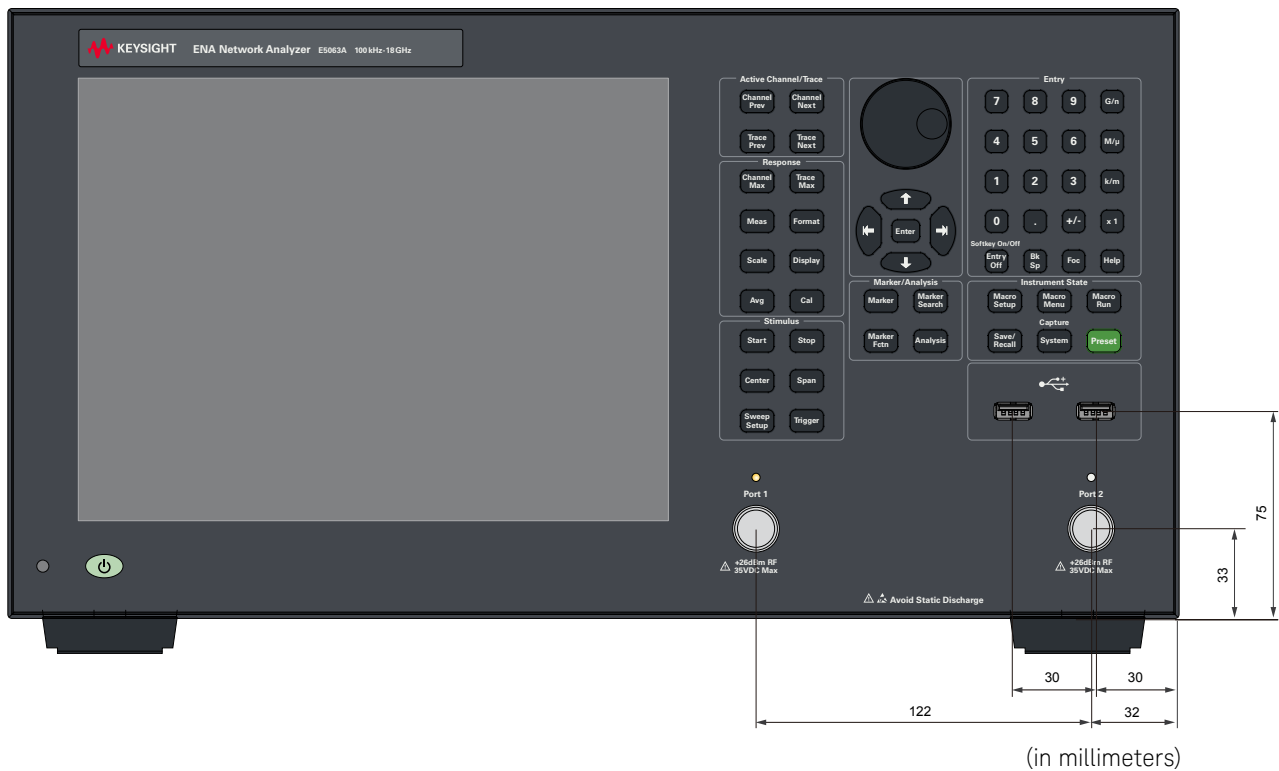 KEYSIGHT ENA Network Analyzer E5063A 100 kHz-18 GHz
Active Channel/Trace
Channel Prev
Channel Next
Trace Prev
Trace Next
Response
Channel Max
Trace Max
Meas
Format
Scale
Display
Avg
Cal
Stimulus
Start
Stop
Center
Span
Sweep Setup
Trigger
Enter
Marker/Analysis
Marker
Marker Search
Marker Fctn
Analysis
Entry
7 8 9 G/n
4 5 6 M/μ
1 2 3 k/m
0 . +/- x 1
Softkey On/Off
Entry Off
Bk Sp
Foc
Help
Instrument State
Macro Setup
Macro Menu
Macro Run
Capture
Save/ Recall
System
Preset
Port 1
+26dBm RF
35VDC Max
Port 2
+26dBm RF
35VDC Max
Avoid Static Discharge
75
33
30
30
122
32
(in millimeters)